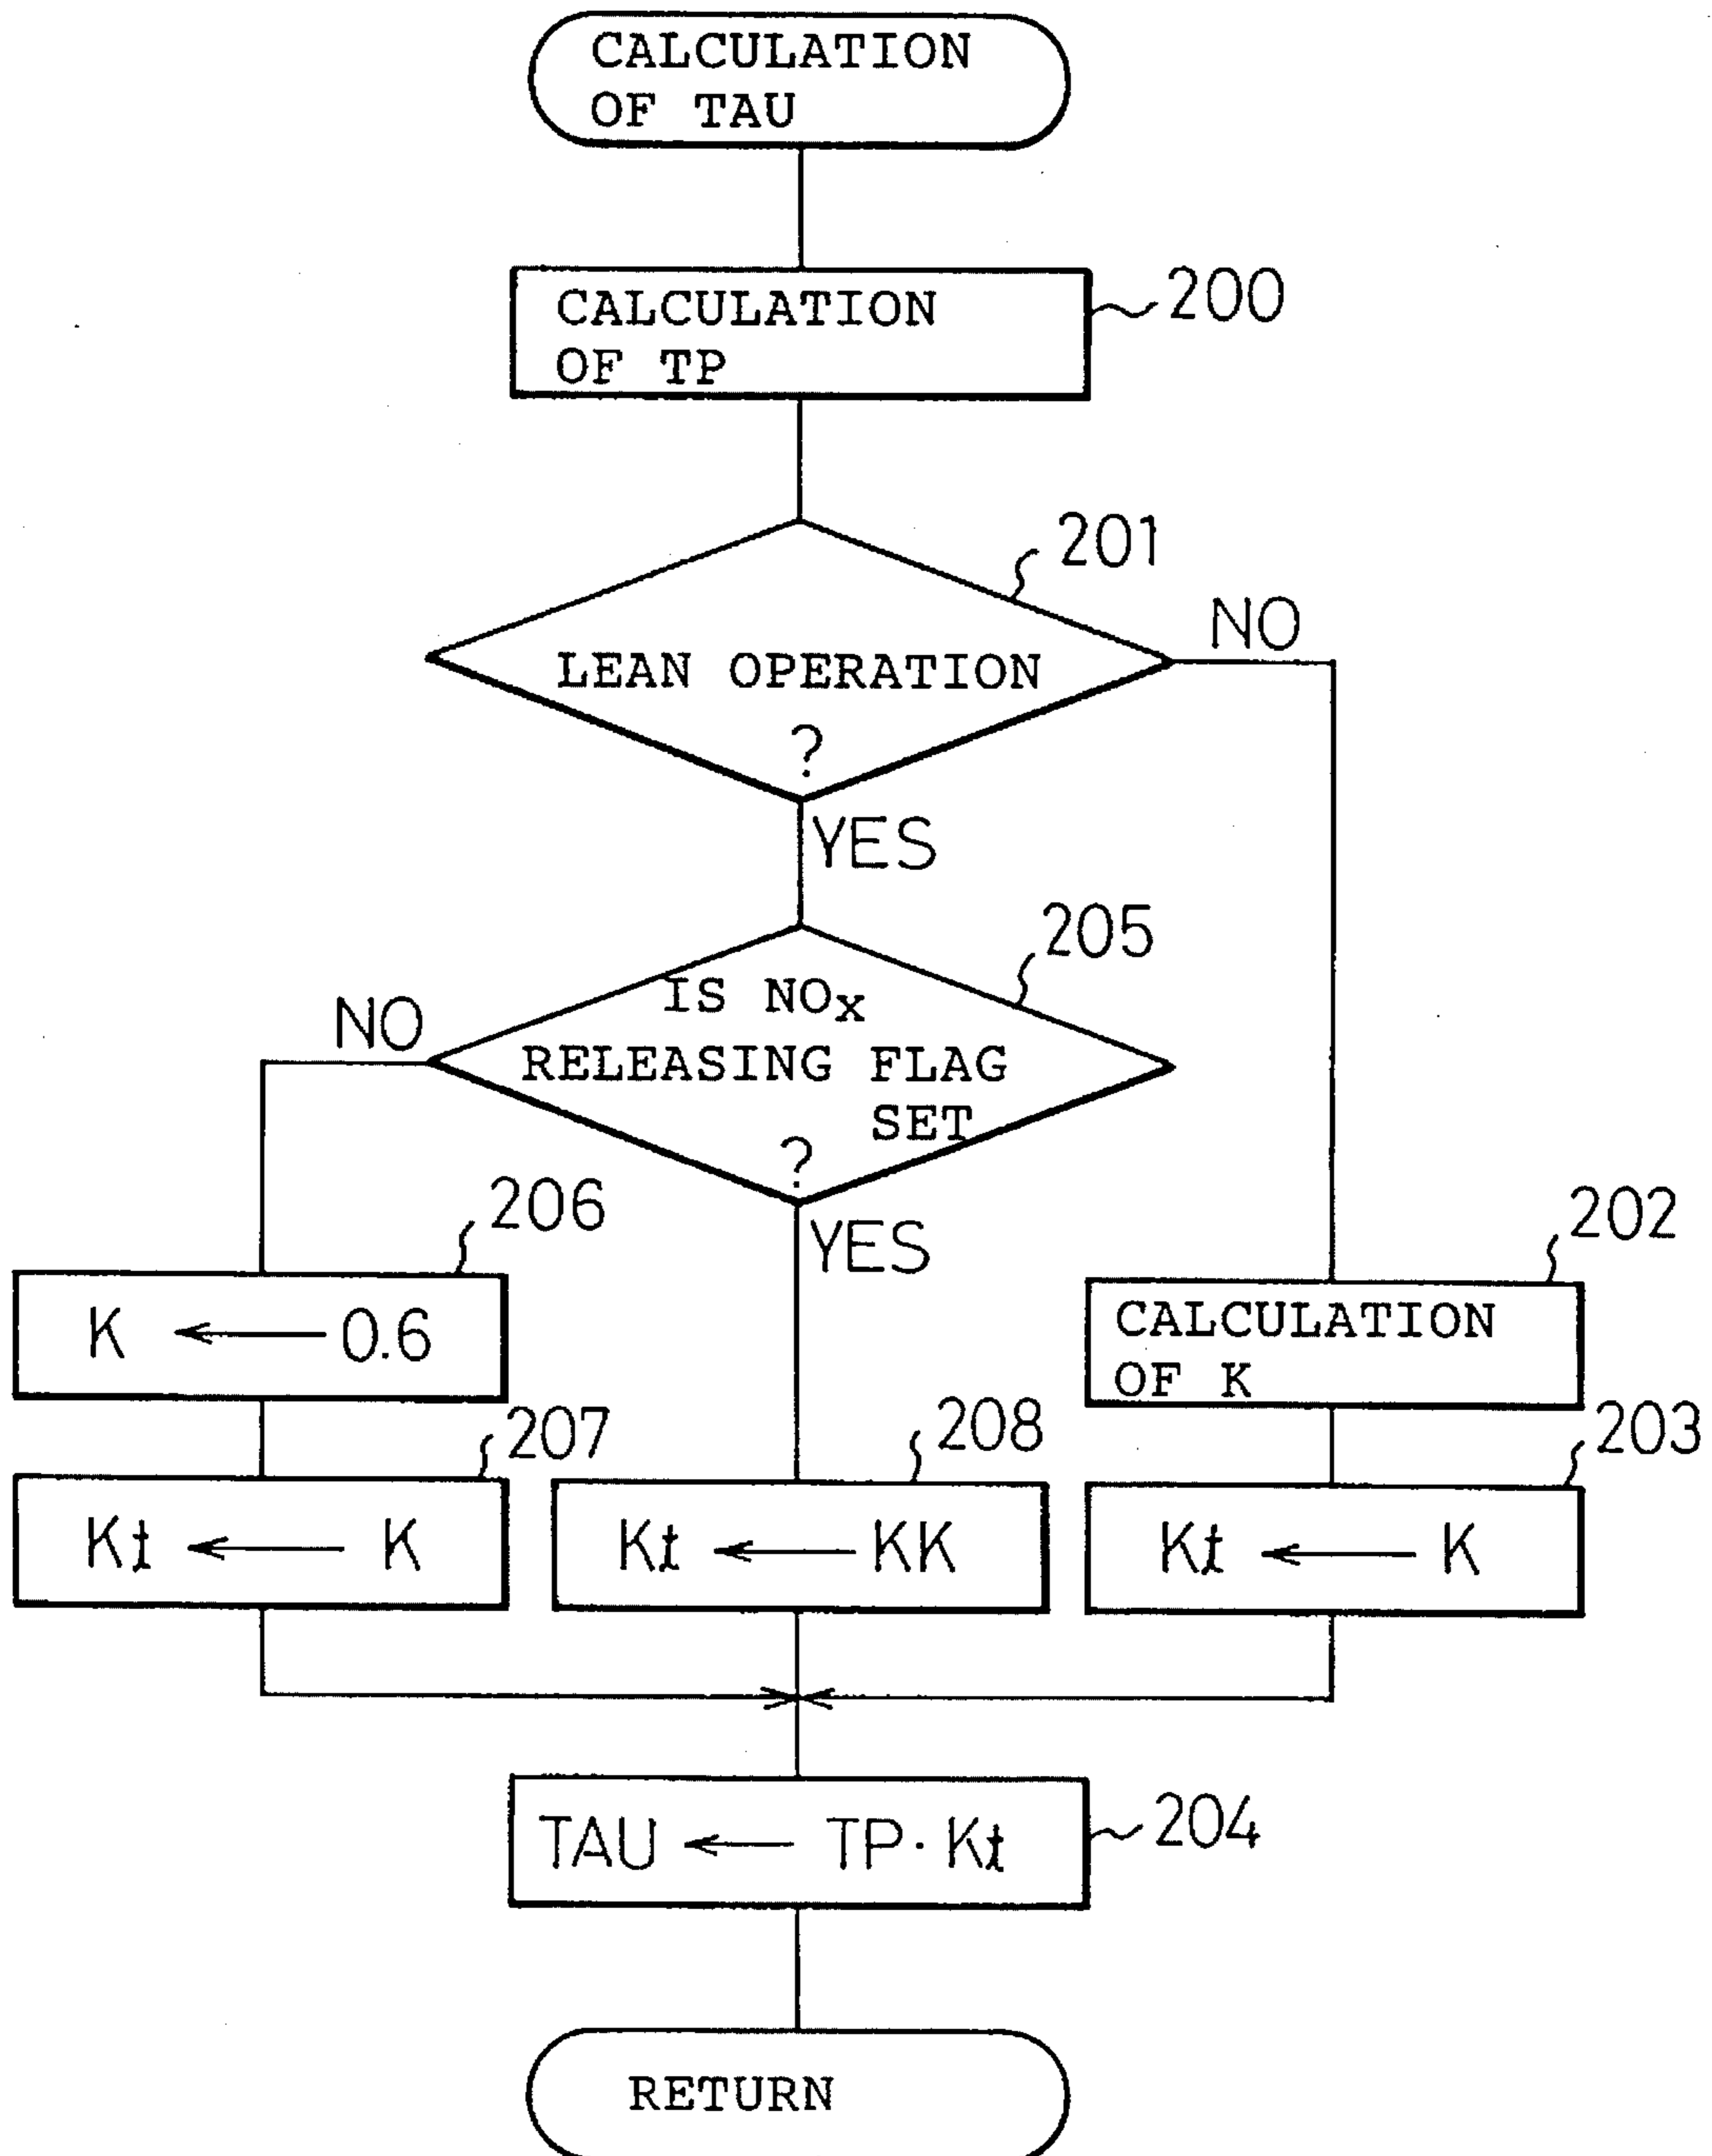 CALCULATION
OF TAU
CALCULATION
OF TP
200
201
NO
LEAN OPERATION
?
YES
205
NO
IS NOx
RELEASING FLAG
SET
?
YES
206
202
K ← 0.6
CALCULATION
OF K
207
208
203
Kt ← K
Kt ← KK
Kt ← K
TAU ← TP · Kt
204
RETURN